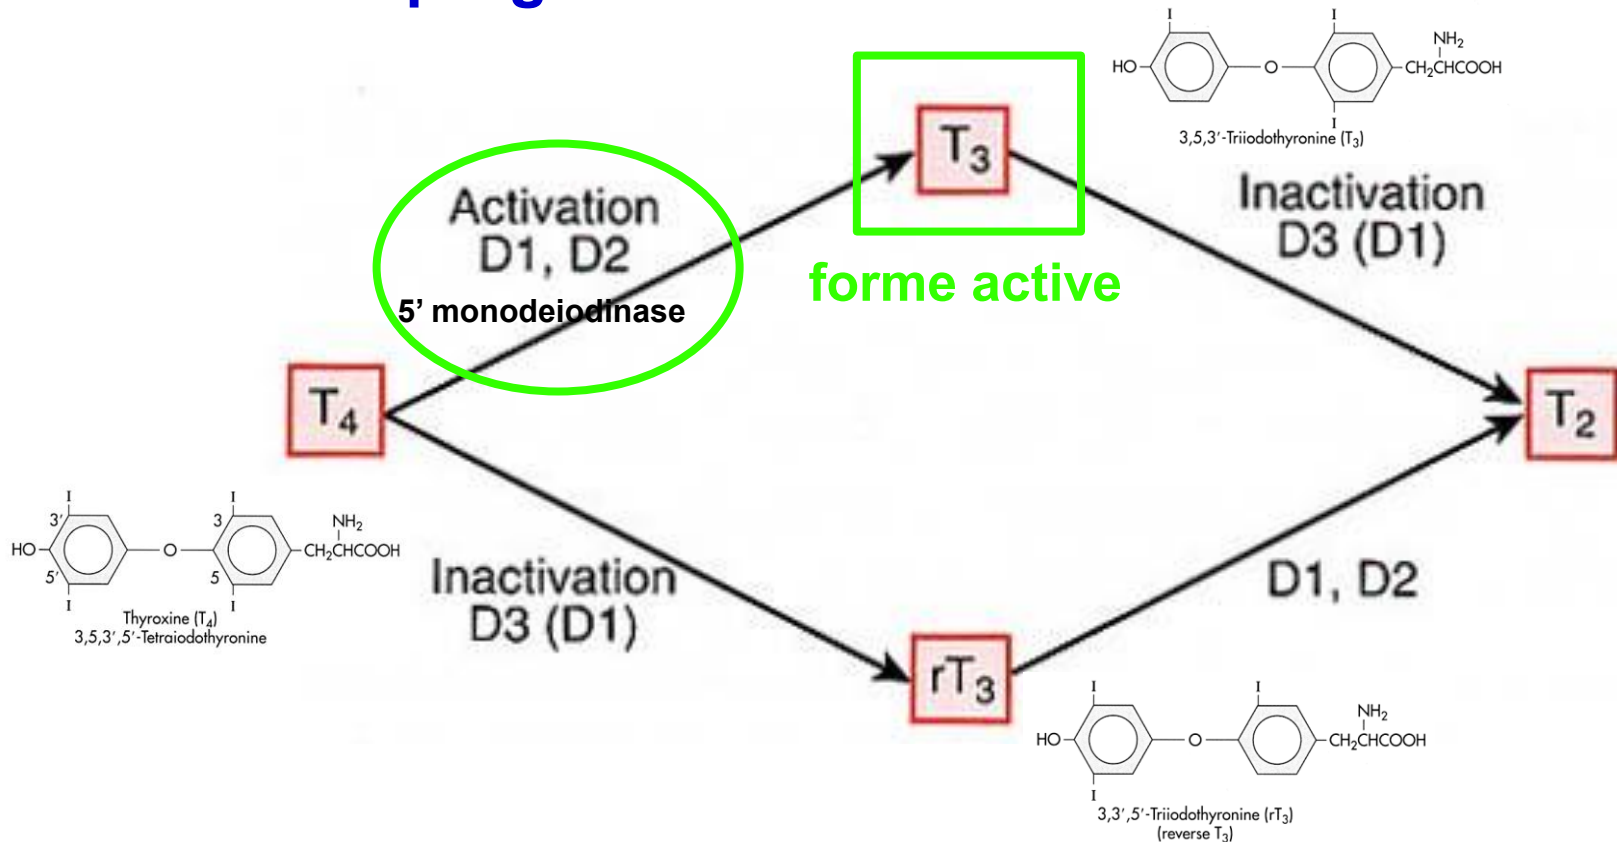 I
I
NH₂
HO
O
CH₂CHCOOH
I
3,5,3′-Triiodothyronine (T₃)
T₃
Activation
D1, D2
5’ monodeiodinase
forme active
Inactivation
D3 (D1)
T₄
T₂
I
I
3′
3
NH₂
HO
O
CH₂CHCOOH
5′
5
I
I
Thyroxine (T₄)
3,5,3′,5′-Tetraiodothyronine
Inactivation
D3 (D1)
D1, D2
rT₃
I
I
NH₂
HO
O
CH₂CHCOOH
I
3,3′,5′-Triiodothyronine (rT₃)
(reverse T₃)